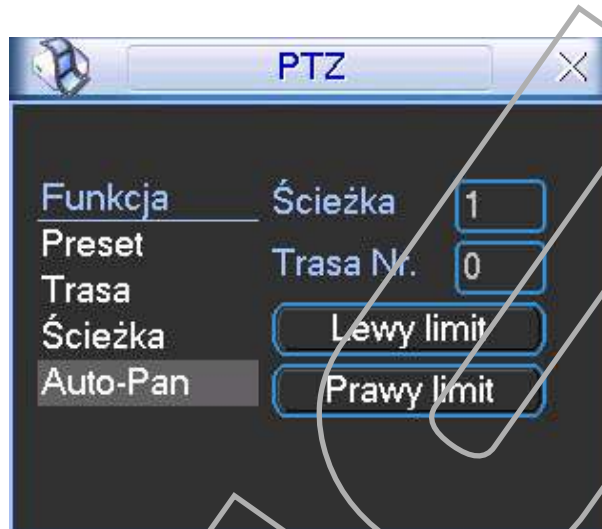 PTZ
Funkcja
Preset
Trasa
Ścieżka
Auto-Pan
Ścieżka 1
Trasa Nr. 0
Lewy limit
Prawy limit